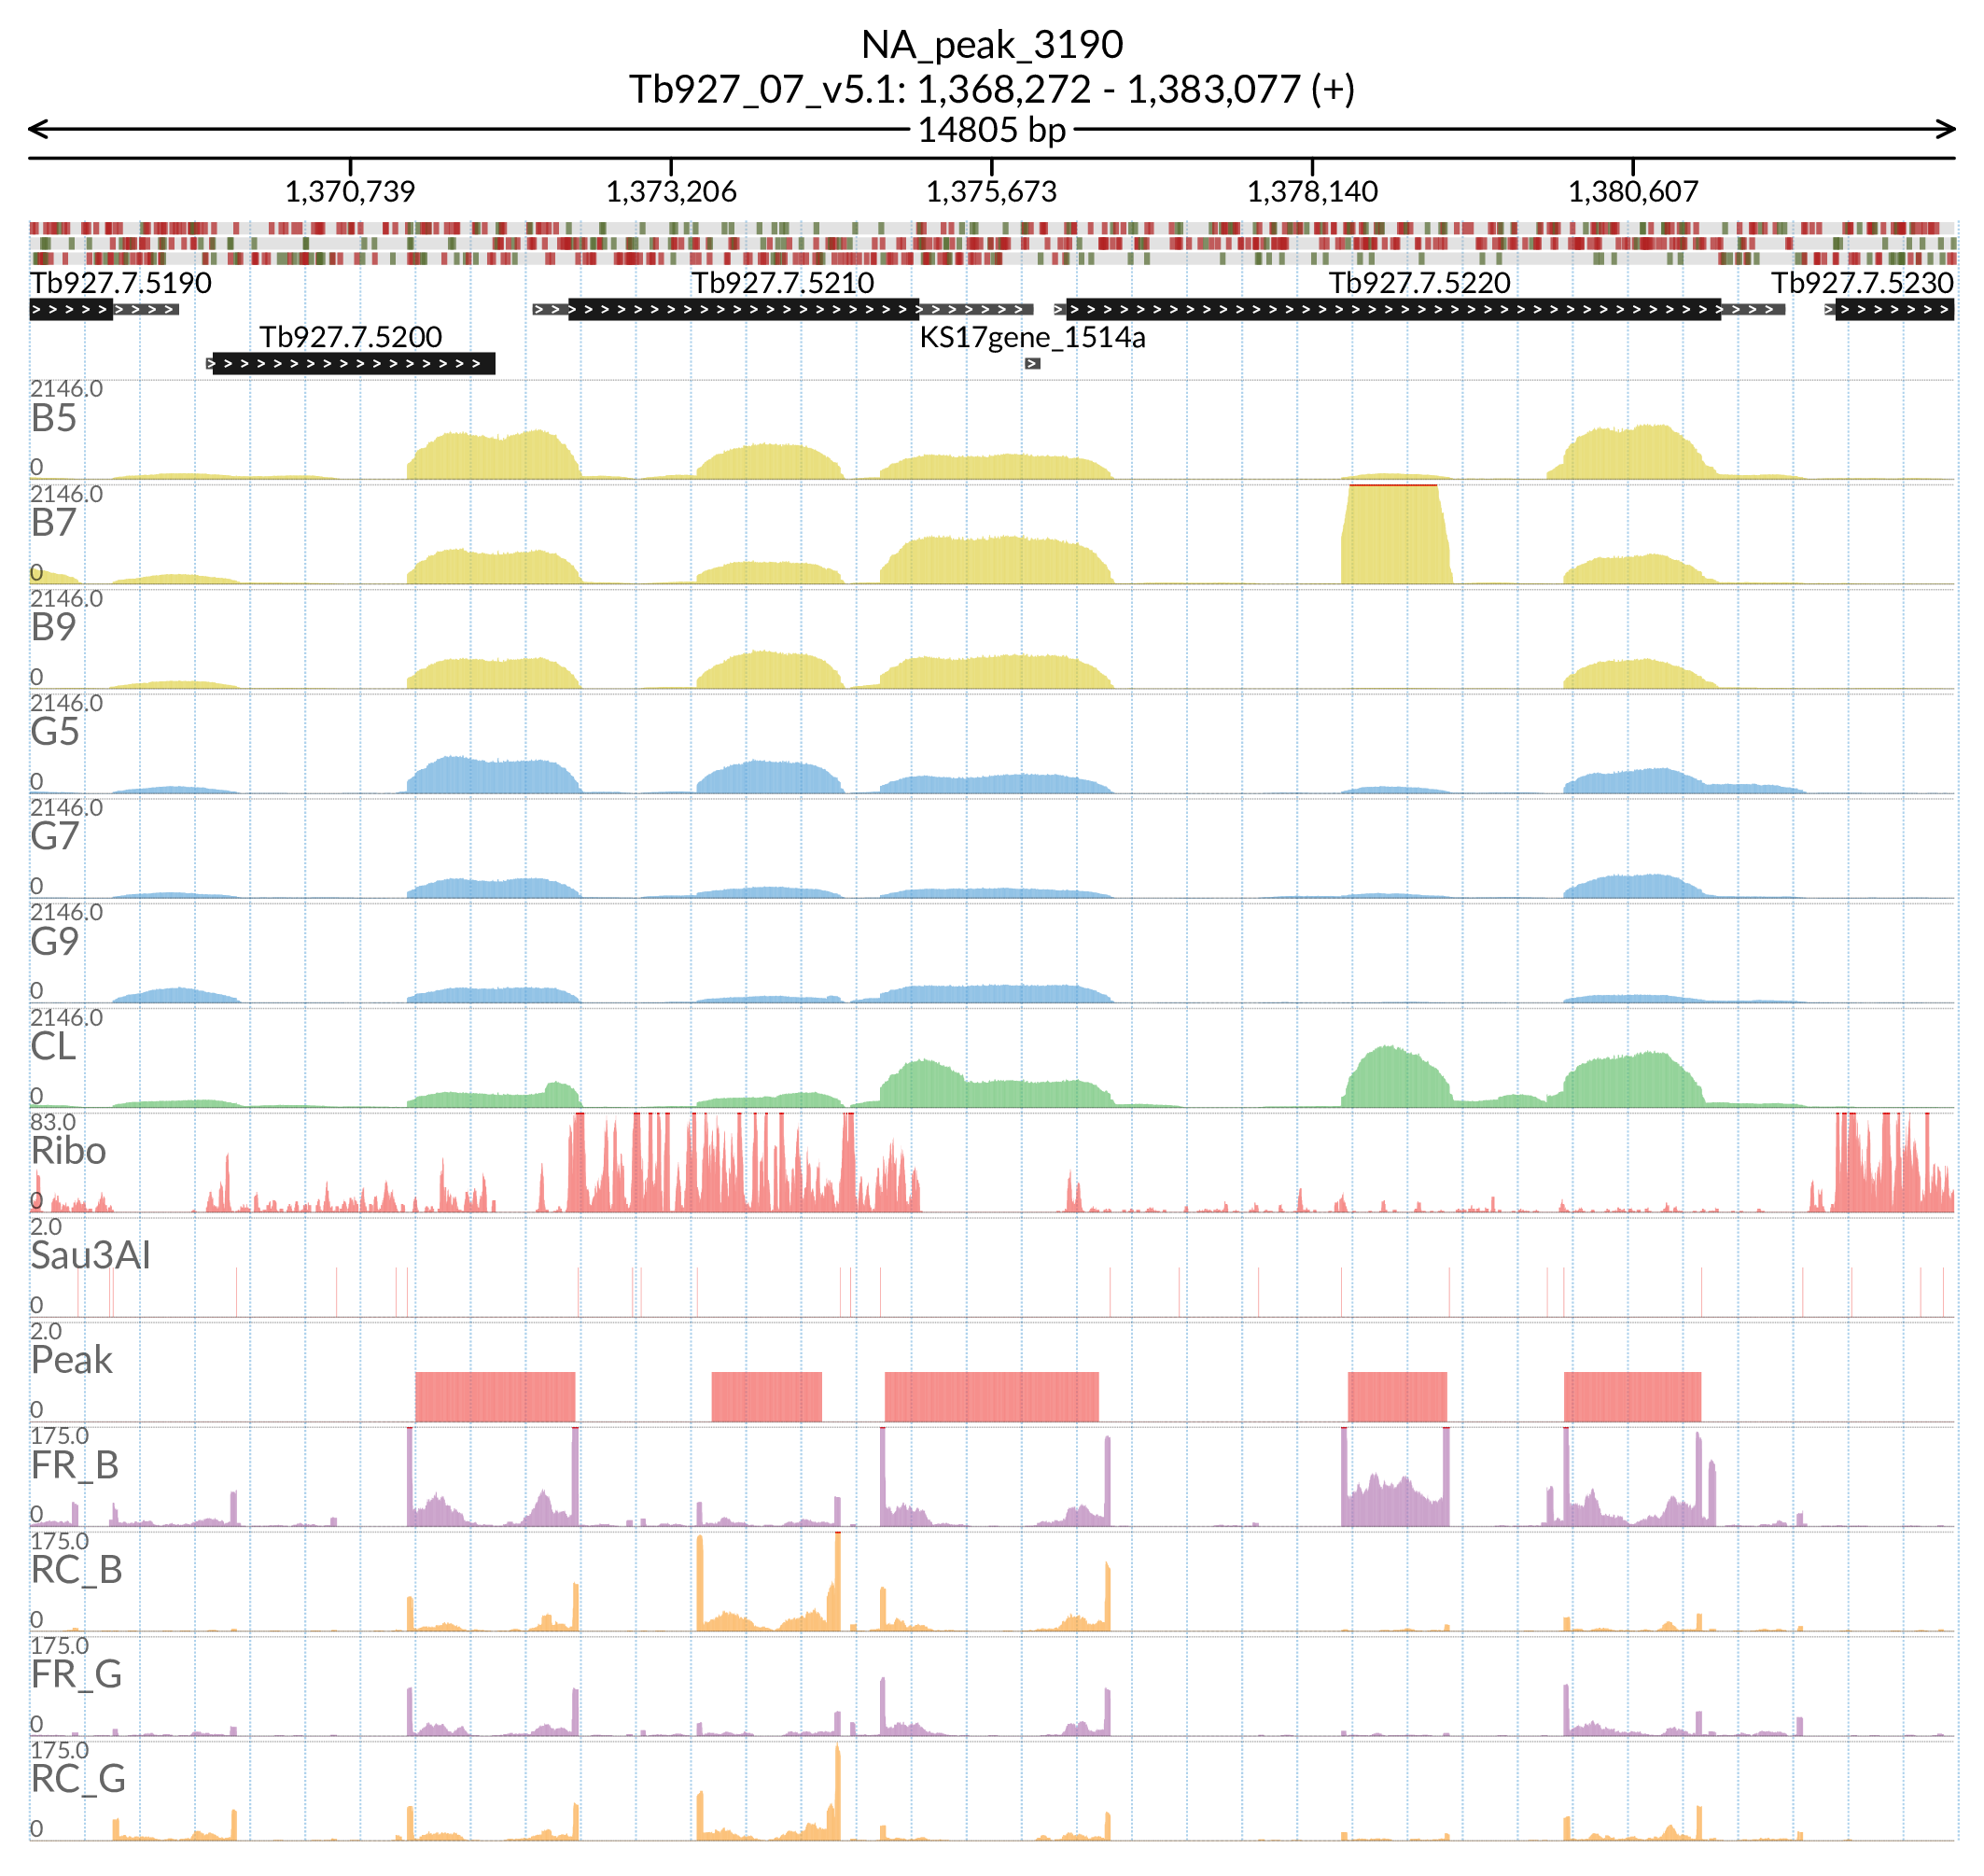 NA_peak_3190
Tb927_07_v5.1: 1,368,272 - 1,383,077 (+)
14805 bp
1,370,739 1,373,206 1,375,673 1,378,140 1,380,607
Tb927.7.5190 Tb927.7.5210 Tb927.7.5220 Tb927.7.5230
Tb927.7.5200 KS17gene_1514a
2146.0
B5
0
2146.0
B7
0
2146.0
B9
0
2146.0
G5
0
2146.0
G7
0
2146.0
G9
0
2146.0
CL
0
83.0
Ribo
0
2.0
Sau3AI
0
2.0
Peak
0
175.0
FR_B
0
175.0
RC_B
0
175.0
FR_G
0
175.0
RC_G
0